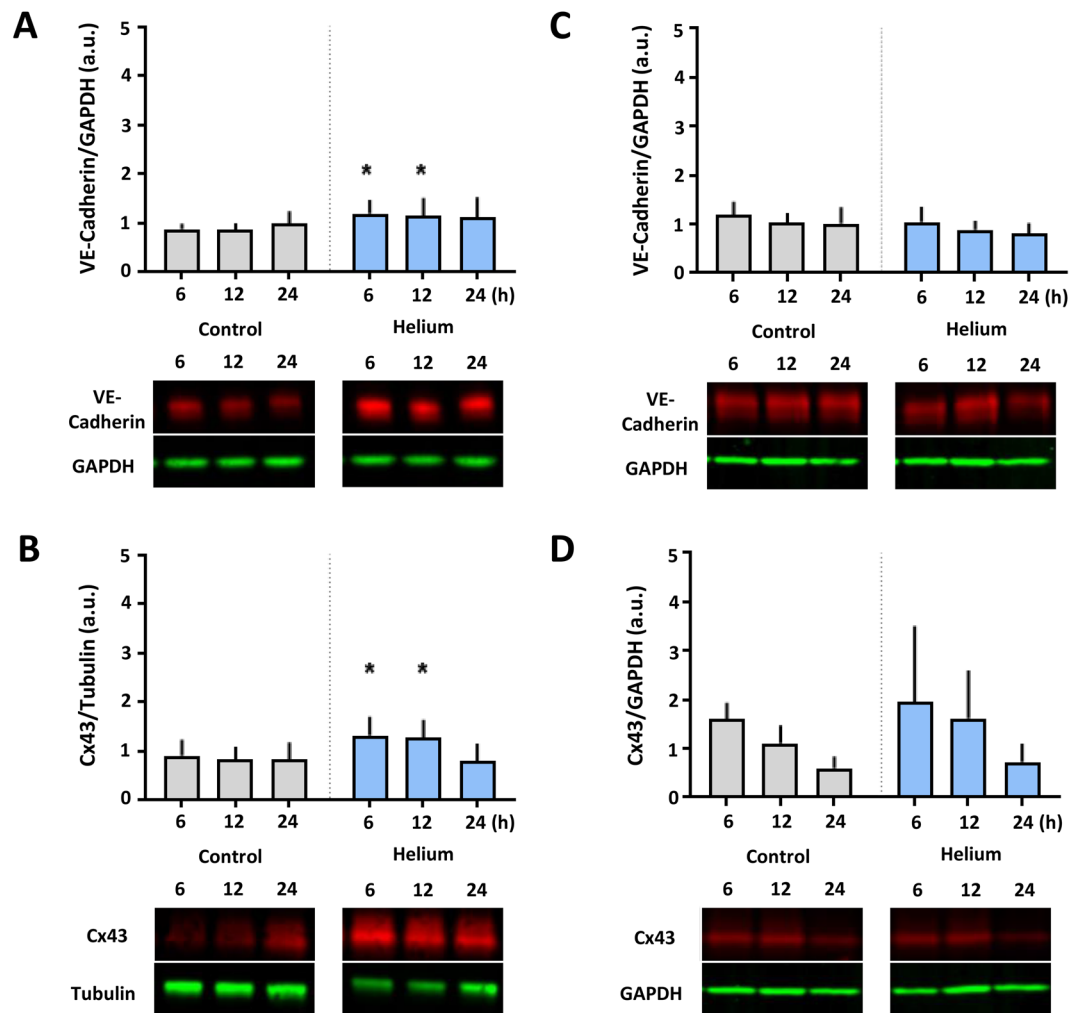 A
VE-Cadherin/GAPDH (a.u.)
5
4
3
2
1
0
* *
6 12 24 6 12 24 (h)
Control Helium
6 12 24 6 12 24
VE-
Cadherin
GAPDH
B
Cx43/Tubulin (a.u.)
5
4
3
2
1
0
* *
6 12 24 6 12 24 (h)
Control Helium
6 12 24 6 12 24
Cx43
Tubulin
C
VE-Cadherin/GAPDH (a.u.)
5
4
3
2
1
0
6 12 24 6 12 24 (h)
Control Helium
6 12 24 6 12 24
VE-
Cadherin
GAPDH
D
Cx43/GAPDH (a.u.)
5
4
3
2
1
0
6 12 24 6 12 24 (h)
Control Helium
6 12 24 6 12 24
Cx43
GAPDH